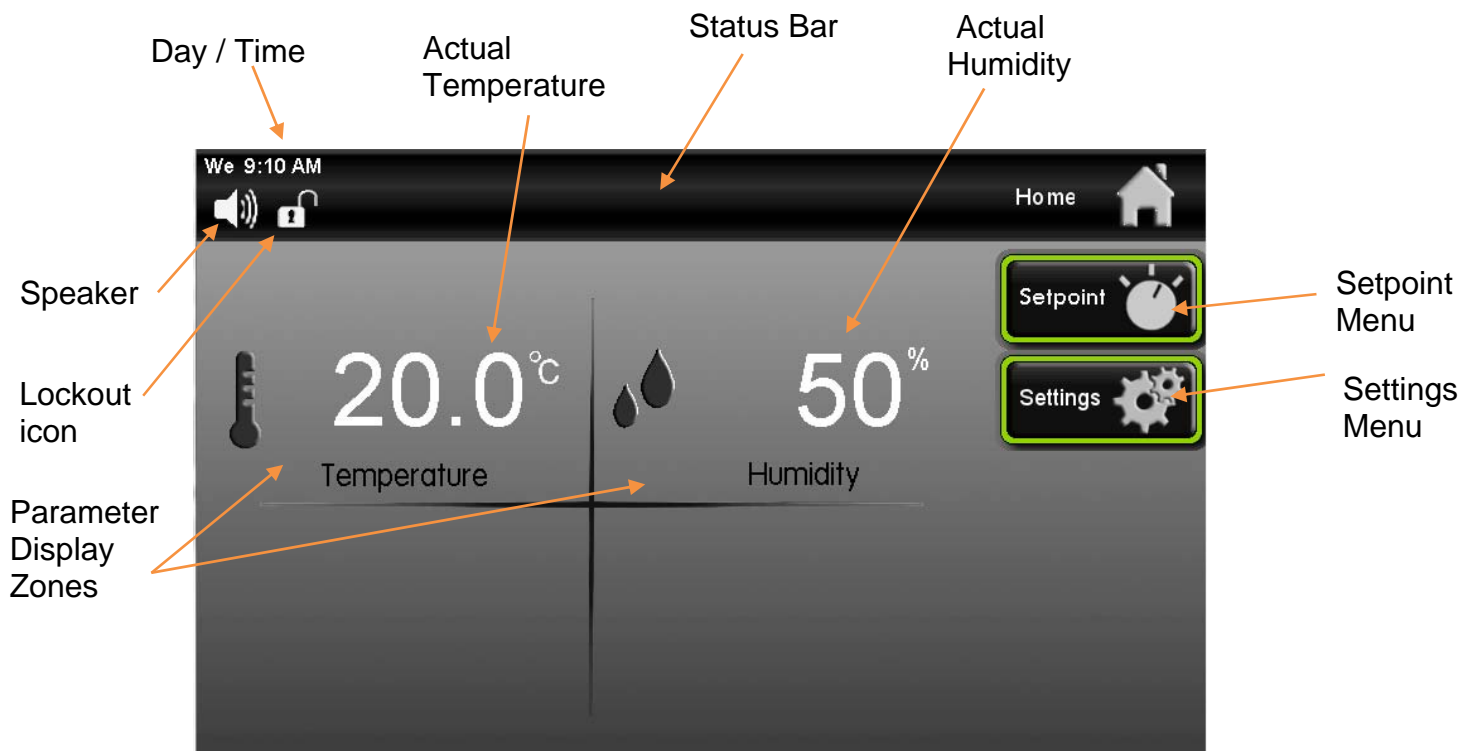 Status Bar
Actual
Humidity
Day / Time
Actual
Temperature
We 9:10 AM
Home
Speaker
Setpoint
Setpoint
Menu
20.0°C
50%
Lockout
icon
Settings
Settings
Menu
Temperature
Humidity
Parameter
Display
Zones